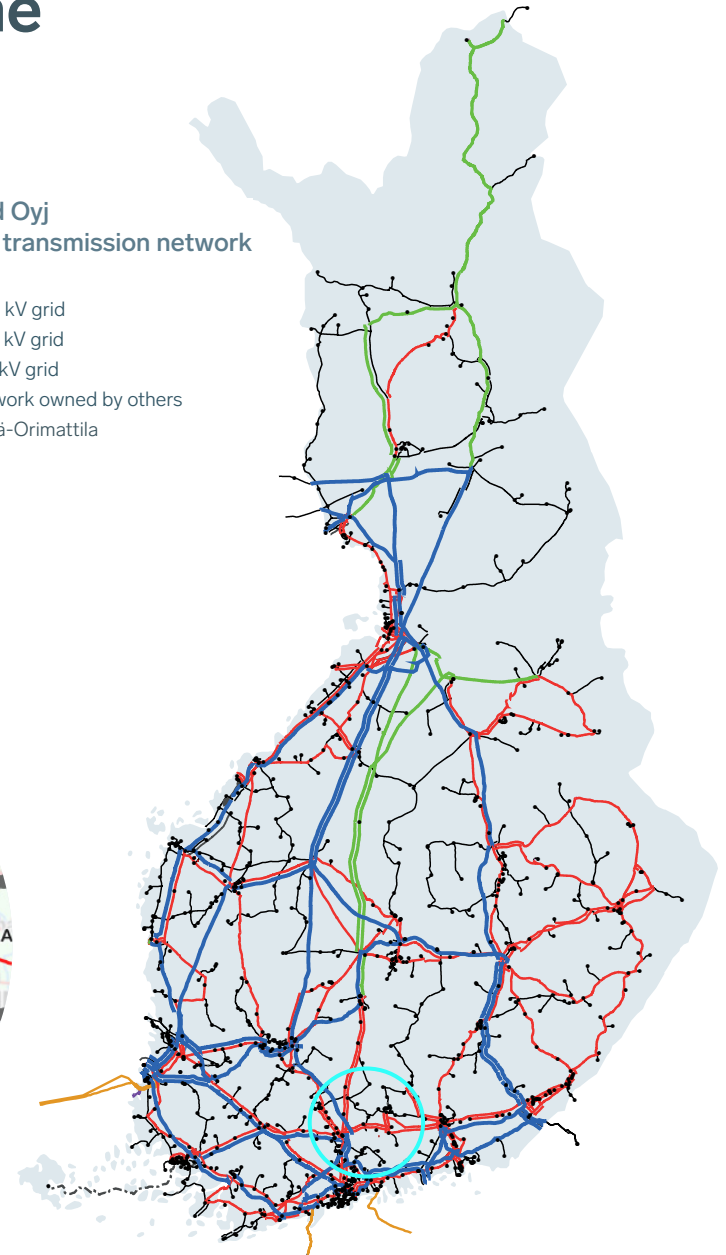 ne
d Oyj
transmission network
kV grid
kV grid
kV grid
work owned by others
ä-Orimattila
A